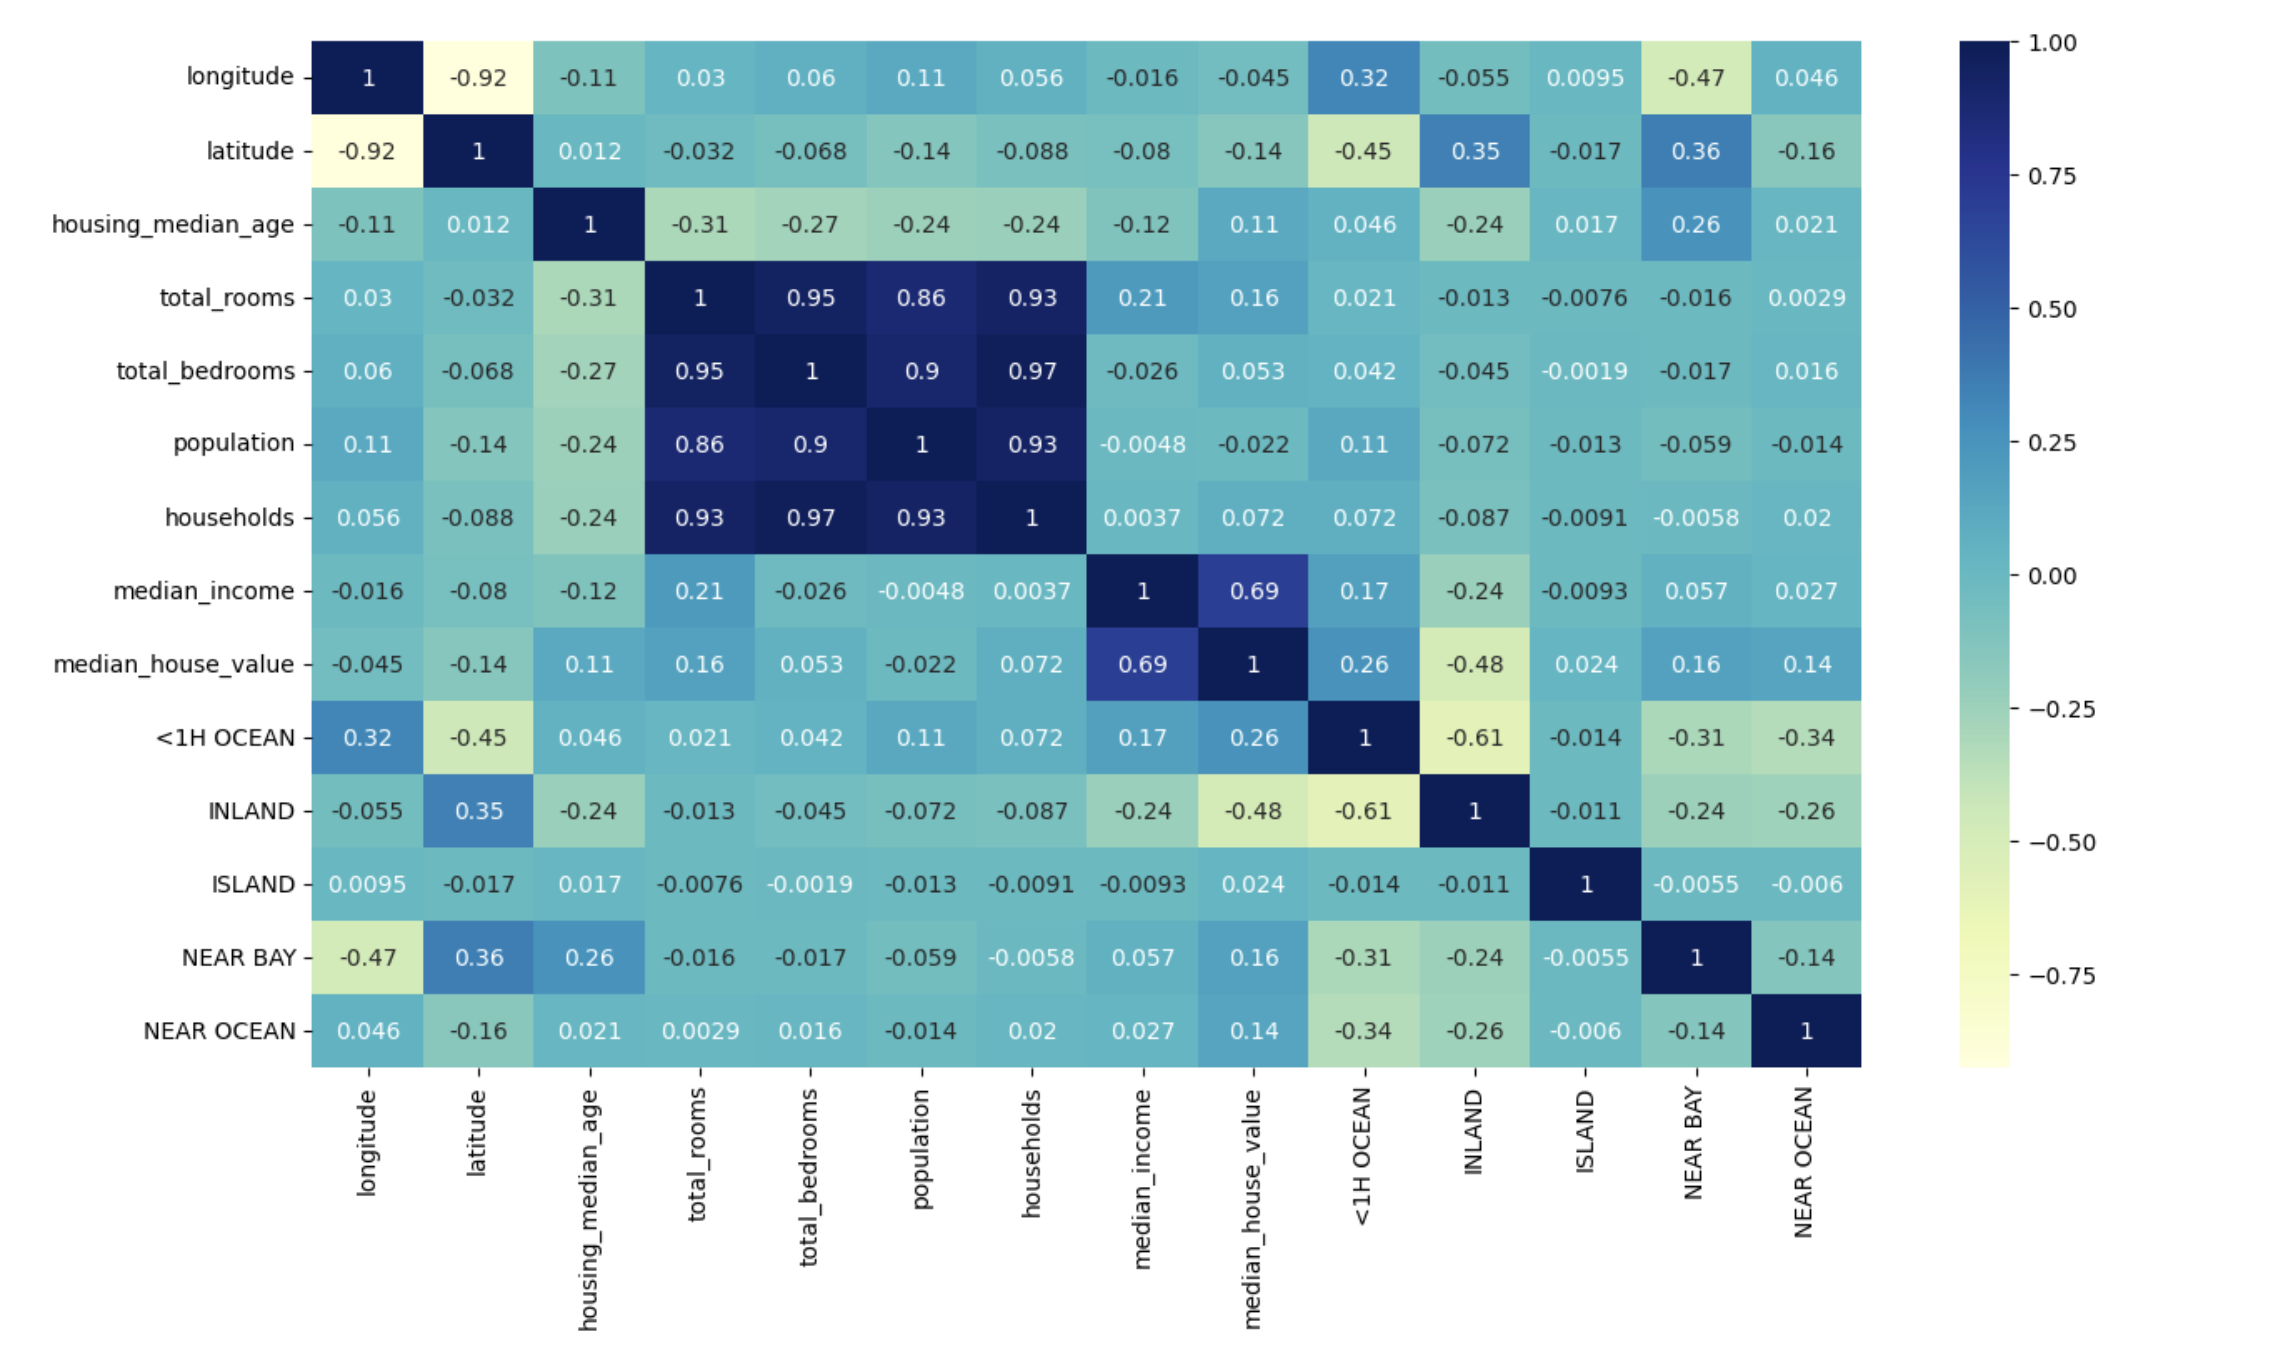 longitude 1 -0.92 -0.11 0.03 0.06 0.11 0.056 -0.016 -0.045 0.32 -0.055 0.0095 -0.47 0.046
latitude -0.92 1 0.012 -0.032 -0.068 -0.14 -0.088 -0.08 -0.14 -0.45 0.35 -0.017 0.36 -0.16
housing_median_age -0.11 0.012 1 -0.31 -0.27 -0.24 -0.24 -0.12 0.11 0.046 -0.24 0.017 0.26 0.021
total_rooms 0.03 -0.032 -0.31 1 0.95 0.86 0.93 0.21 0.16 0.021 -0.013 -0.0076 -0.016 0.0029
total_bedrooms 0.06 -0.068 -0.27 0.95 1 0.9 0.97 -0.026 0.053 0.042 -0.045 -0.0019 -0.017 0.016
population 0.11 -0.14 -0.24 0.86 0.9 1 0.93 -0.0048 -0.022 0.11 -0.072 -0.013 -0.059 -0.014
households 0.056 -0.088 -0.24 0.93 0.97 0.93 1 0.0037 0.072 0.072 -0.087 -0.0091 -0.0058 0.02
median_income -0.016 -0.08 -0.12 0.21 -0.026 -0.0048 0.0037 1 0.69 0.17 -0.24 -0.0093 0.057 0.027
median_house_value -0.045 -0.14 0.11 0.16 0.053 -0.022 0.072 0.69 1 0.26 -0.48 0.024 0.16 0.14
<1H OCEAN 0.32 -0.45 0.046 0.021 0.042 0.11 0.072 0.17 0.26 1 -0.61 -0.014 -0.31 -0.34
INLAND -0.055 0.35 -0.24 -0.013 -0.045 -0.072 -0.087 -0.24 -0.48 -0.61 1 -0.011 -0.24 -0.26
ISLAND 0.0095 -0.017 0.017 -0.0076 -0.0019 -0.013 -0.0091 -0.0093 0.024 -0.014 -0.011 1 -0.0055 -0.006
NEAR BAY -0.47 0.36 0.26 -0.016 -0.017 -0.059 -0.0058 0.057 0.16 -0.31 -0.24 -0.0055 1 -0.14
NEAR OCEAN 0.046 -0.16 0.021 0.0029 0.016 -0.014 0.02 0.027 0.14 -0.34 -0.26 -0.006 -0.14 1
longitude
latitude
housing_median_age
total_rooms
total_bedrooms
population
households
median_income
median_house_value
<1H OCEAN
INLAND
ISLAND
NEAR BAY
NEAR OCEAN
1.00
0.75
0.50
0.25
0.00
−0.25
−0.50
−0.75